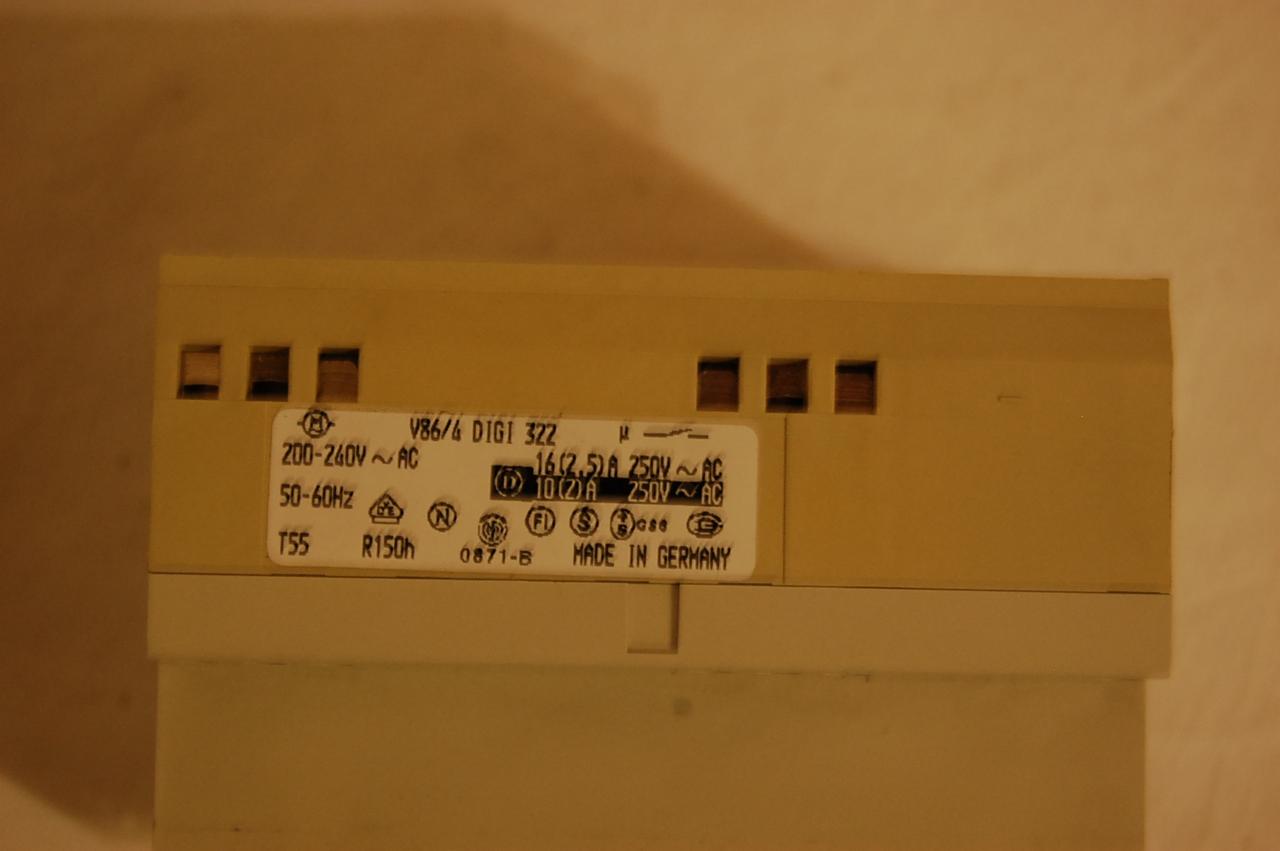 M V86/4 DIGI 322 µ
200-240V ~ AC 16(2,5)A 250V ~ AC
D 10(2)A 250V ~ AC
50-60Hz
N FI S +S GS6
T55 R150h 0871-B MADE IN GERMANY